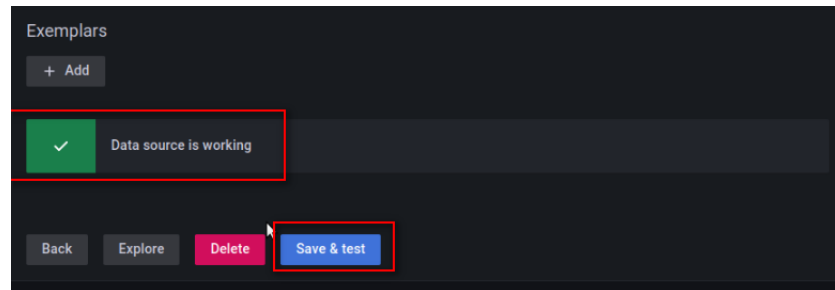 Exemplars
+ Add
Data source is working
Back Explore Delete Save & test